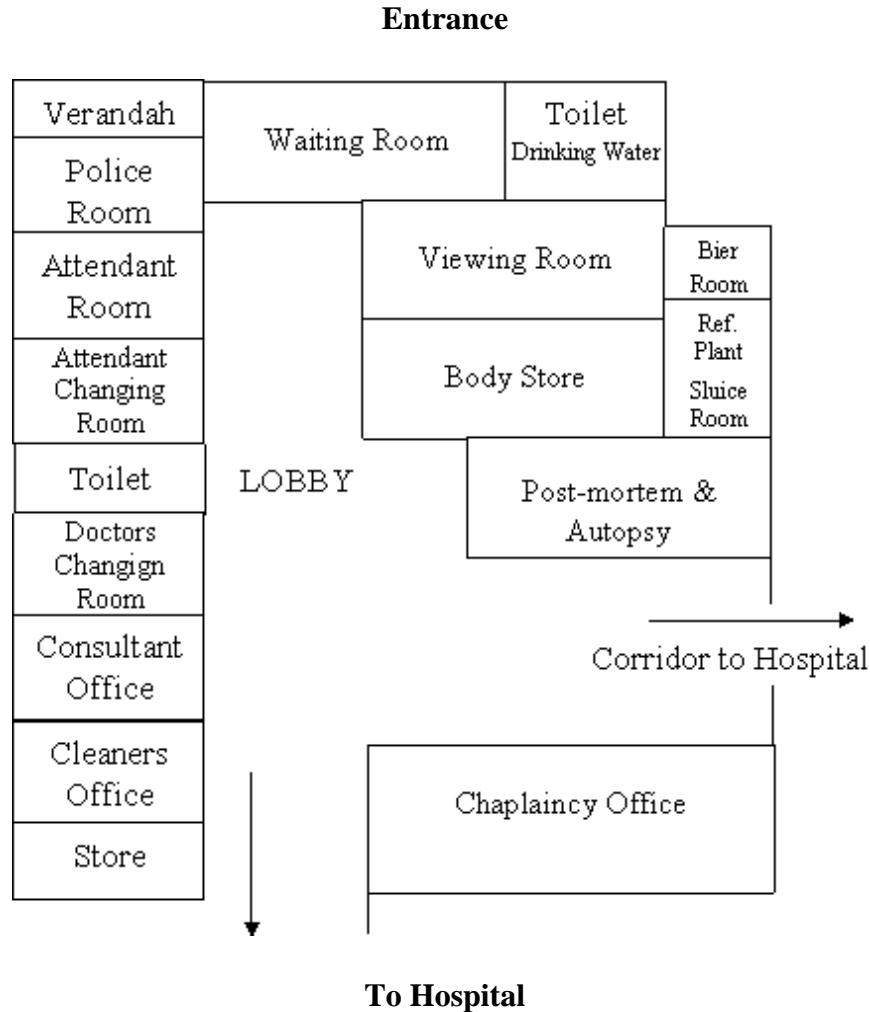 Entrance
Verandah
Waiting Room
Toilet
Drinking Water
Police
Room
Attendant
Room
Viewing Room
Bier
Room
Attendant
Changing
Room
Body Store
Ref.
Plant
Sluice
Room
Toilet
LOBBY
Post-mortem &
Autopsy
Doctors
Changign
Room
Consultant
Office
Corridor to Hospital
Cleaners
Office
Chaplaincy Office
Store
To Hospital